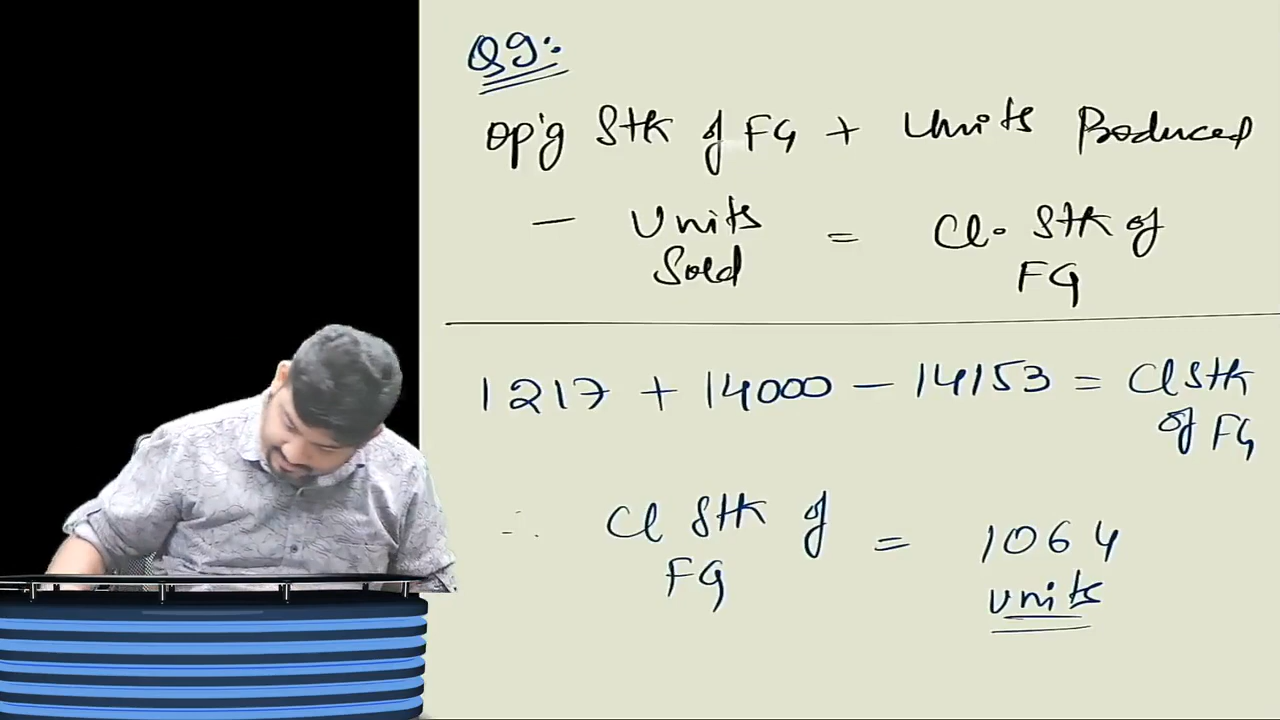 Q9:
op'g Stk of FG + Units Produced
- Units Sold = Cl. Stk of FG
1217 + 14000 - 14153 = Cl Stk of FG
∴ Cl Stk of FG = 1064 units